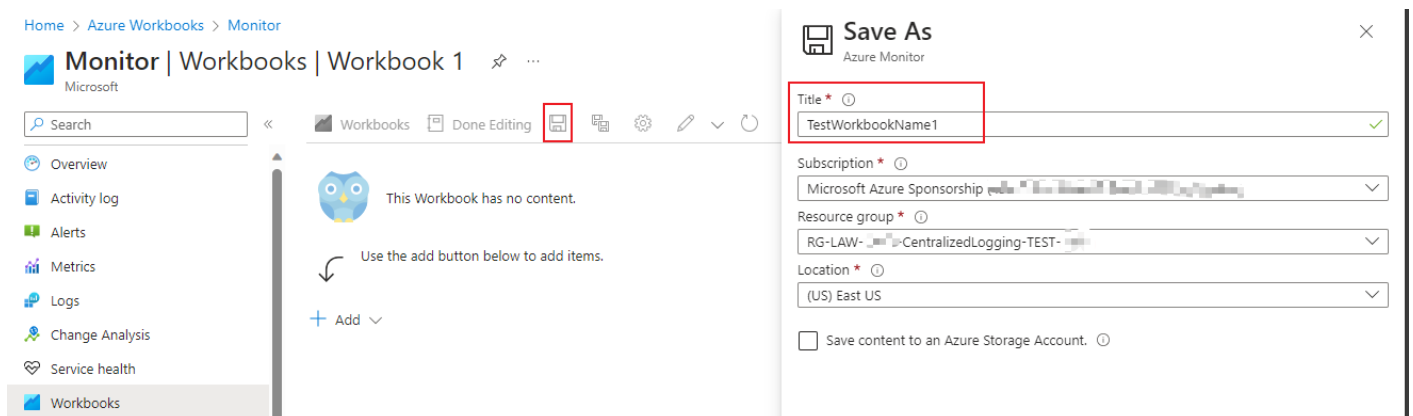 Home > Azure Workbooks > Monitor
Monitor | Workbooks | Workbook 1
Microsoft
Search
Overview
Activity log
Alerts
Metrics
Logs
Change Analysis
Service health
Workbooks
Workbooks Done Editing
This Workbook has no content.
Use the add button below to add items.
+ Add
Save As
Azure Monitor
Title *
TestWorkbookName1
Subscription *
Microsoft Azure Sponsorship
Resource group *
RG-LAW- -CentralizedLogging-TEST-
Location *
(US) East US
Save content to an Azure Storage Account.